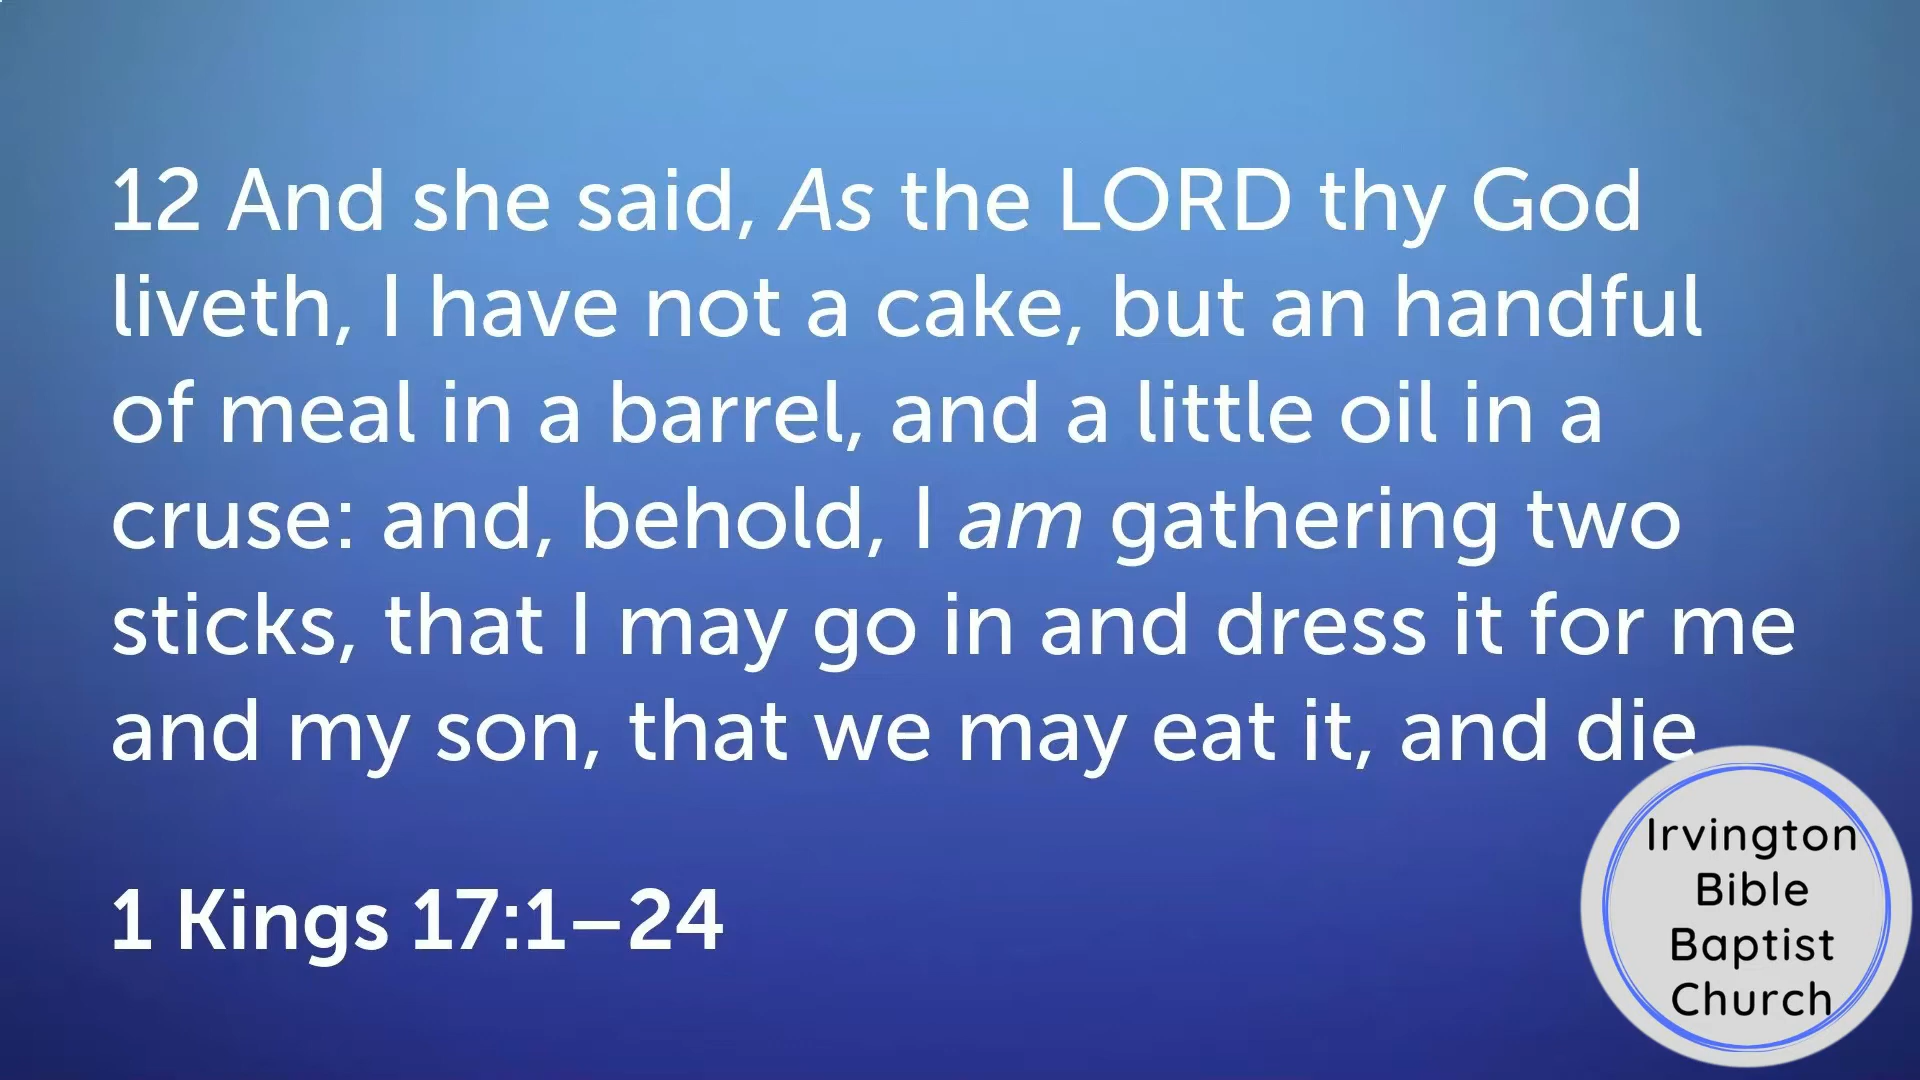 12 And she said, As the LORD thy God
liveth, I have not a cake, but an handful
of meal in a barrel, and a little oil in a
cruse: and, behold, I am gathering two
sticks, that I may go in and dress it for me
and my son, that we may eat it, and die
1 Kings 17:1–24
Irvington
Bible
Baptist
Church